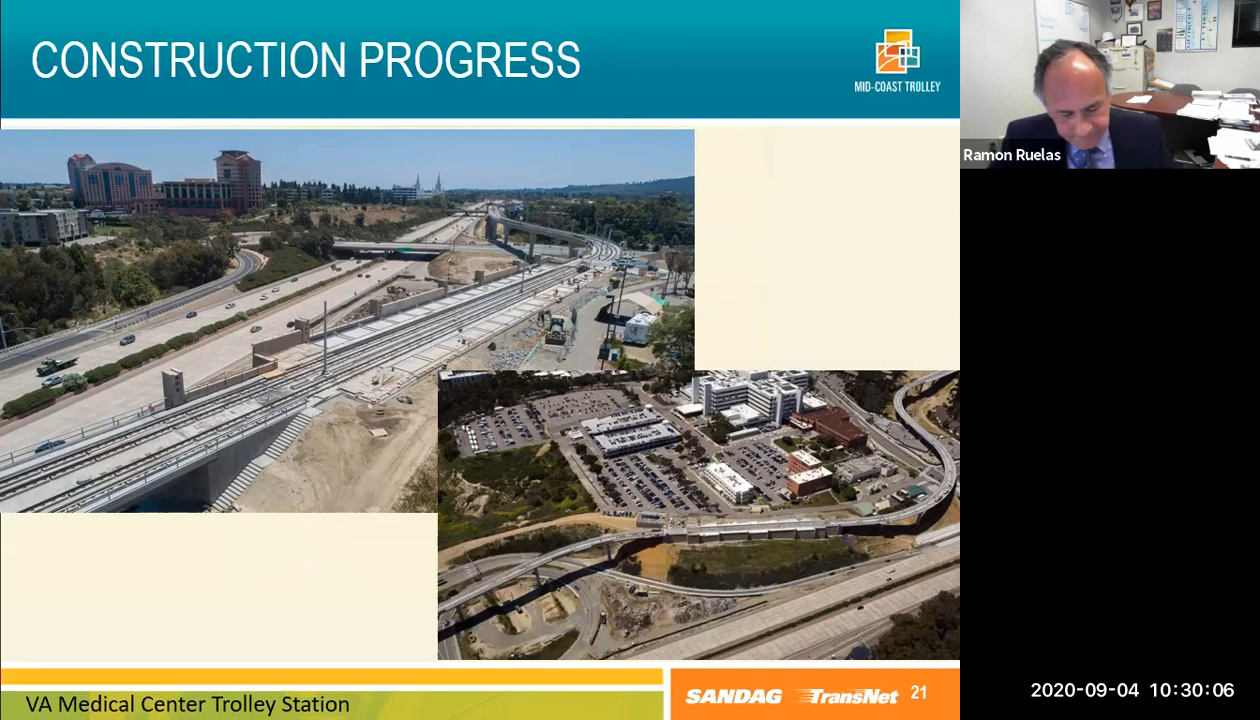 CONSTRUCTION PROGRESS
MID-COAST TROLLEY
Ramon Ruelas
VA Medical Center Trolley Station
SANDAG TransNet 21
2020-09-04 10:30:06